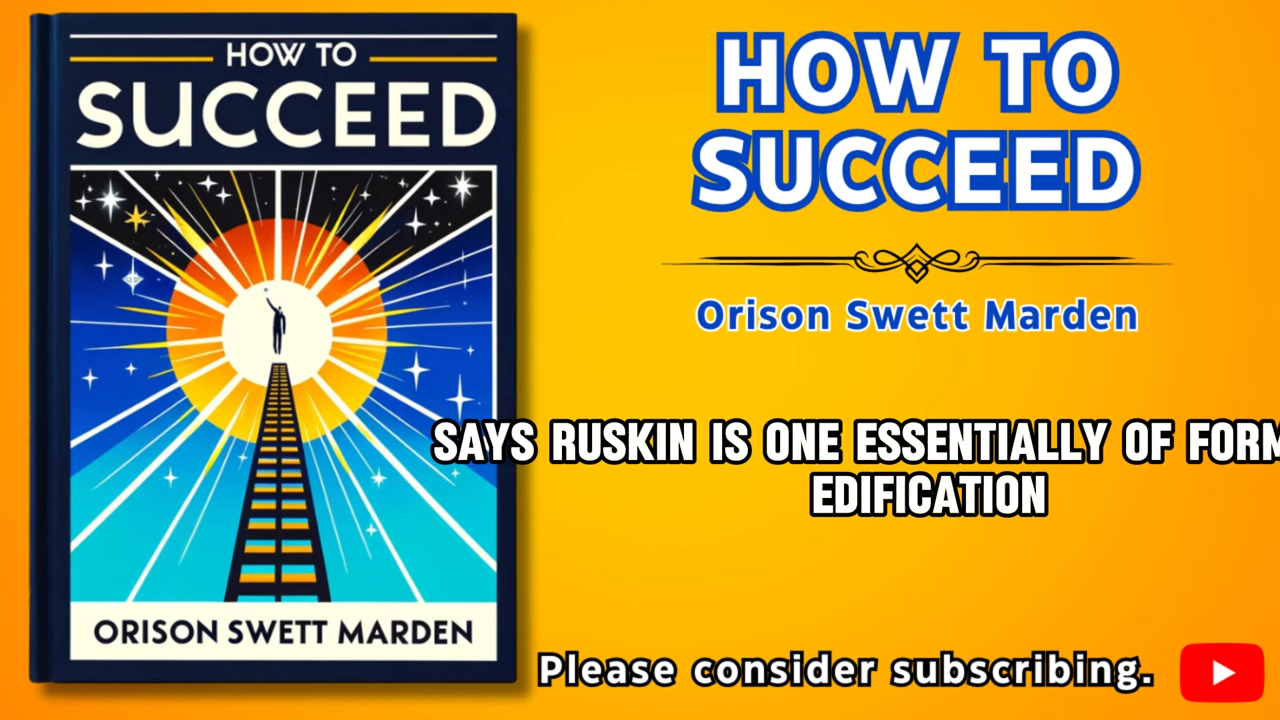 HOW TO
SUCCEED
ORISON SWETT MARDEN
HOW TO
SUCCEED
Orison Swett Marden
SAYS RUSKIN IS ONE ESSENTIALLY OF FORM
EDIFICATION
Please consider subscribing.